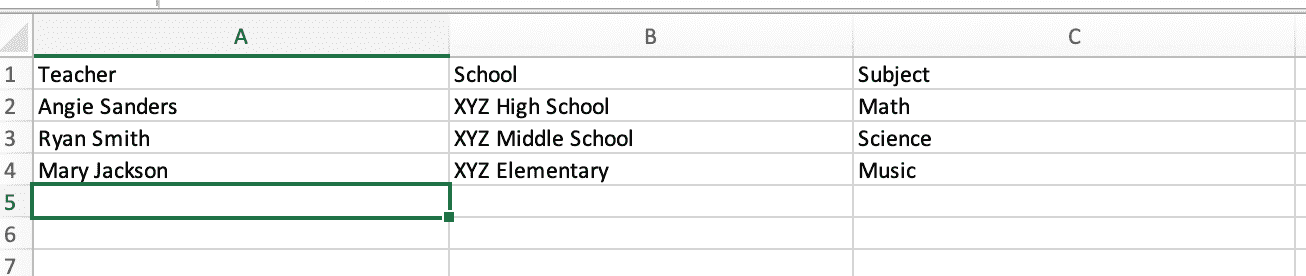 A B C
1 Teacher School Subject
2 Angie Sanders XYZ High School Math
3 Ryan Smith XYZ Middle School Science
4 Mary Jackson XYZ Elementary Music
5
6
7